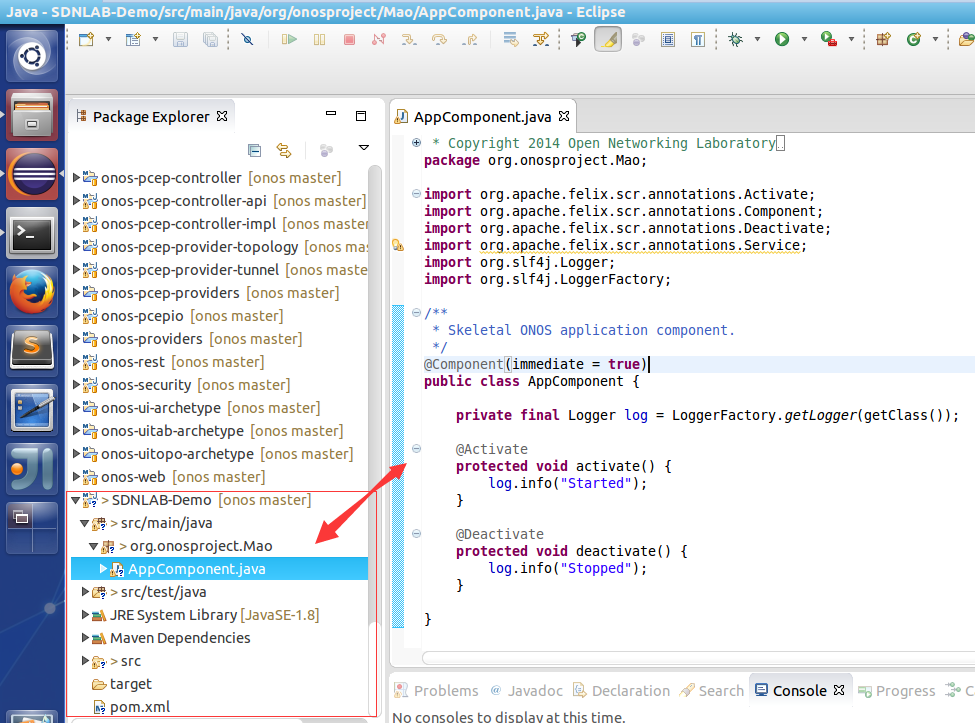 Java - SDNLAB-Demo/src/main/java/org/onosproject/Mao/AppComponent.java - Eclipse
Package Explorer
onos-pcep-controller [onos master]
onos-pcep-controller-api [onos master]
onos-pcep-controller-impl [onos master
onos-pcep-provider-topology [onos mas
onos-pcep-provider-tunnel [onos maste
onos-pcep-providers [onos master]
onos-pcepio [onos master]
onos-providers [onos master]
onos-rest [onos master]
onos-security [onos master]
onos-ui-archetype [onos master]
onos-uitab-archetype [onos master]
onos-uitopo-archetype [onos master]
onos-web [onos master]
> SDNLAB-Demo [onos master]
> src/main/java
> org.onosproject.Mao
AppComponent.java
> src/test/java
JRE System Library [JavaSE-1.8]
Maven Dependencies
> src
target
pom.xml
AppComponent.java
* Copyright 2014 Open Networking Laboratory
package org.onosproject.Mao;
import org.apache.felix.scr.annotations.Activate;
import org.apache.felix.scr.annotations.Component;
import org.apache.felix.scr.annotations.Deactivate;
import org.apache.felix.scr.annotations.Service;
import org.slf4j.Logger;
import org.slf4j.LoggerFactory;
/**
* Skeletal ONOS application component.
*/
@Component(immediate = true)
public class AppComponent {
private final Logger log = LoggerFactory.getLogger(getClass());
@Activate
protected void activate() {
log.info("Started");
}
@Deactivate
protected void deactivate() {
log.info("Stopped");
}
}
Problems @ Javadoc Declaration Search Console Progress C
No consoles to display at this time.